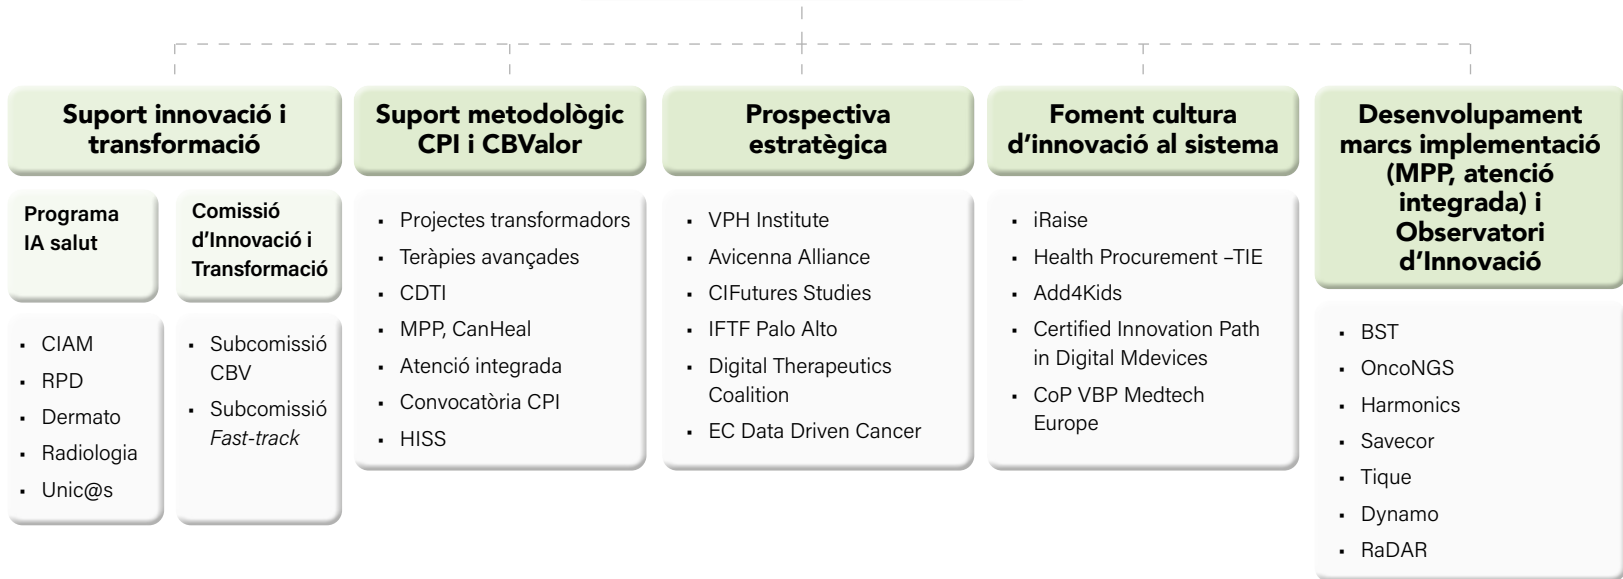 Suport innovació i
transformació
Programa
IA salut
Comissió
d'Innovació i
Transformació
• CIAM
• RPD
• Dermato
• Radiologia
• Unic@s
• Subcomissió
CBV
• Subcomissió
Fast-track
Suport metodològic
CPI i CBValor
• Projectes transformadors
• Teràpies avançades
• CDTI
• MPP, CanHeal
• Atenció integrada
• Convocatòria CPI
• HISS
Prospectiva
estratègica
• VPH Institute
• Avicenna Alliance
• CIFutures Studies
• IFTF Palo Alto
• Digital Therapeutics
Coalition
• EC Data Driven Cancer
Foment cultura
d'innovació al sistema
• iRaise
• Health Procurement –TIE
• Add4Kids
• Certified Innovation Path
in Digital Mdevices
• CoP VBP Medtech
Europe
Desenvolupament
marcs implementació
(MPP, atenció
integrada) i
Observatori
d'Innovació
• BST
• OncoNGS
• Harmonics
• Savecor
• Tique
• Dynamo
• RaDAR